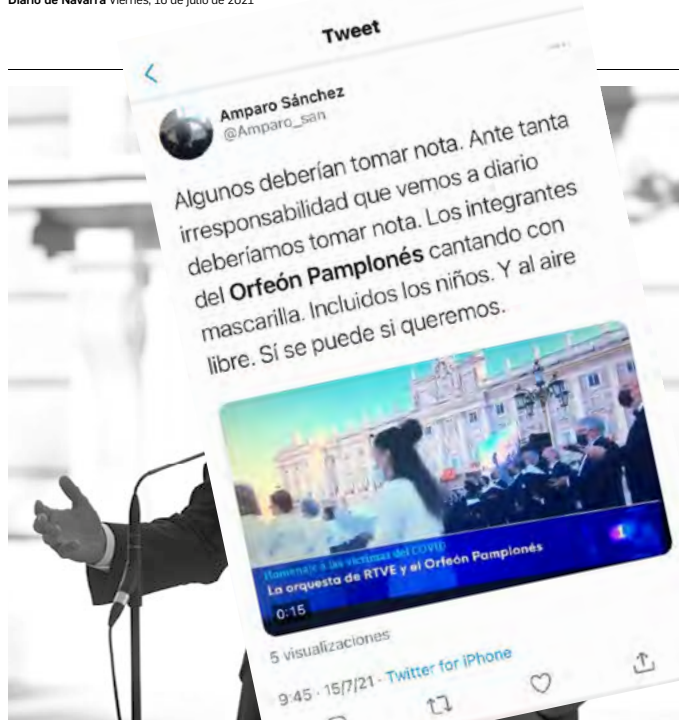 Diario de Navarra Viernes, 16 de julio de 2021
Tweet
Amparo Sánchez
@Amparo_san
Algunos deberían tomar nota. Ante tanta
irresponsabilidad que vemos a diario
deberíamos tomar nota. Los integrantes
del Orfeón Pamplonés cantando con
mascarilla. Incluidos los niños. Y al aire
libre. Sí se puede si queremos.
Homenaje a las víctimas del COVID
La orquesta de RTVE y el Orfeón Pamplonés
1
0:15
5 visualizaciones
9:45 · 15/7/21 · Twitter for iPhone